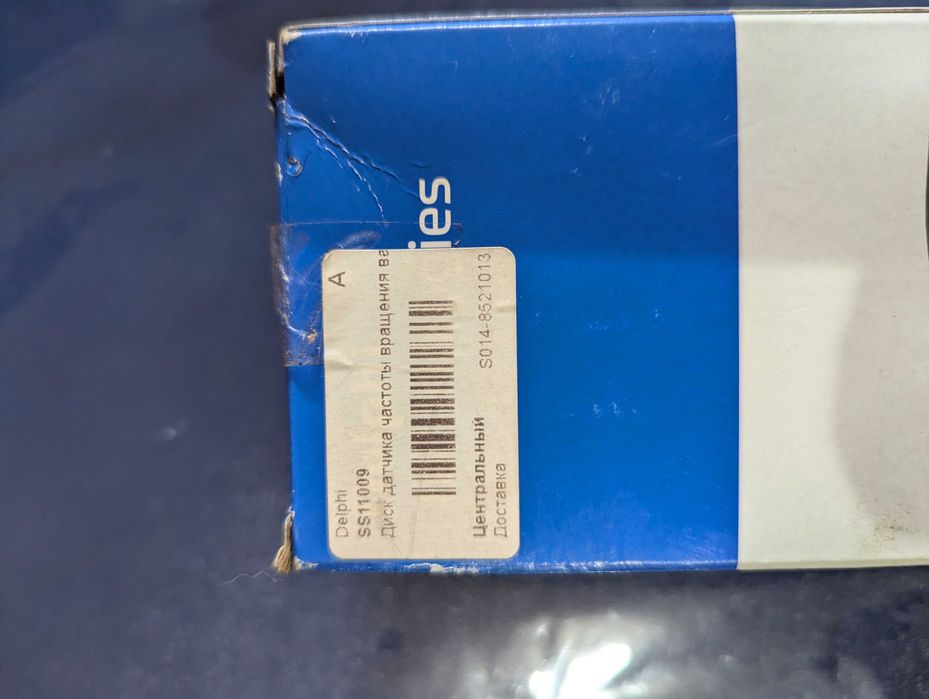 ies
A
Delphi
SS11009
Диск датчика частоты вращения ва
S014-8521013
Центральный
Доставка